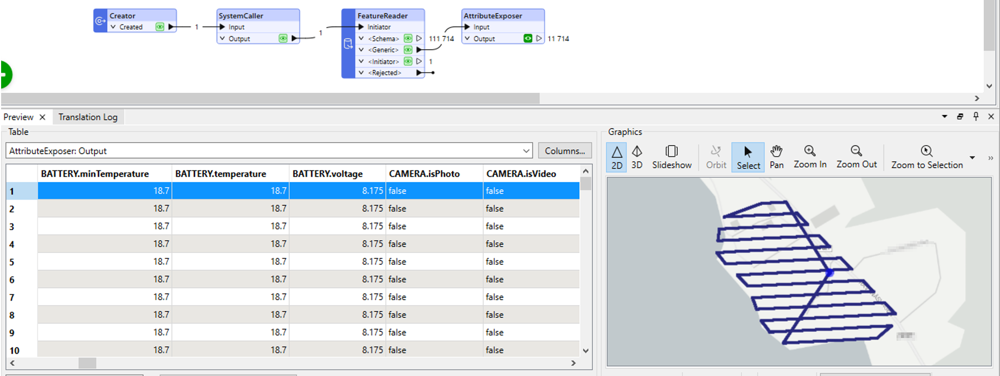 Creator
Created
1
SystemCaller
Input
Output
1
FeatureReader
Initiator
<Schema>
<Generic>
<Initiator>
<Rejected>
1
11 714
1
AttributeExposer
Input
Output
11 714
Preview
Translation Log
Table
AttributeExposer: Output
Columns...
BATTERY.minTemperature BATTERY.temperature BATTERY.voltage CAMERA.isPhoto CAMERA.isVideo
1 18.7 18.7 8.175 false false
2 18.7 18.7 8.175 false false
3 18.7 18.7 8.175 false false
4 18.7 18.7 8.175 false false
5 18.7 18.7 8.175 false false
6 18.7 18.7 8.175 false false
7 18.7 18.7 8.175 false false
8 18.7 18.7 8.175 false false
9 18.7 18.7 8.175 false false
10 18.7 18.7 8.175 false false
Graphics
2D 3D Slideshow Orbit Select Pan Zoom In Zoom Out Zoom to Selection